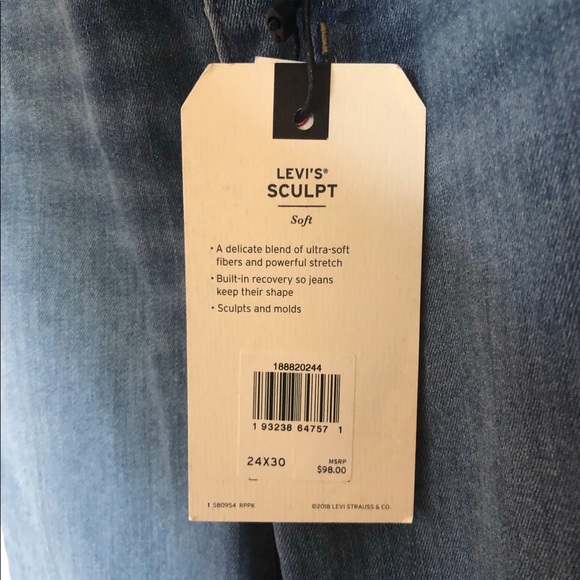 LEVI'S®
SCULPT
Soft
• A delicate blend of ultra-soft
fibers and powerful stretch
• Built-in recovery so jeans
keep their shape
• Sculpts and molds
188820244
1 93238 64757 1
24X30
MSRP
$98.00
1 580954 RPPK
©2018 LEVI STRAUSS & CO.